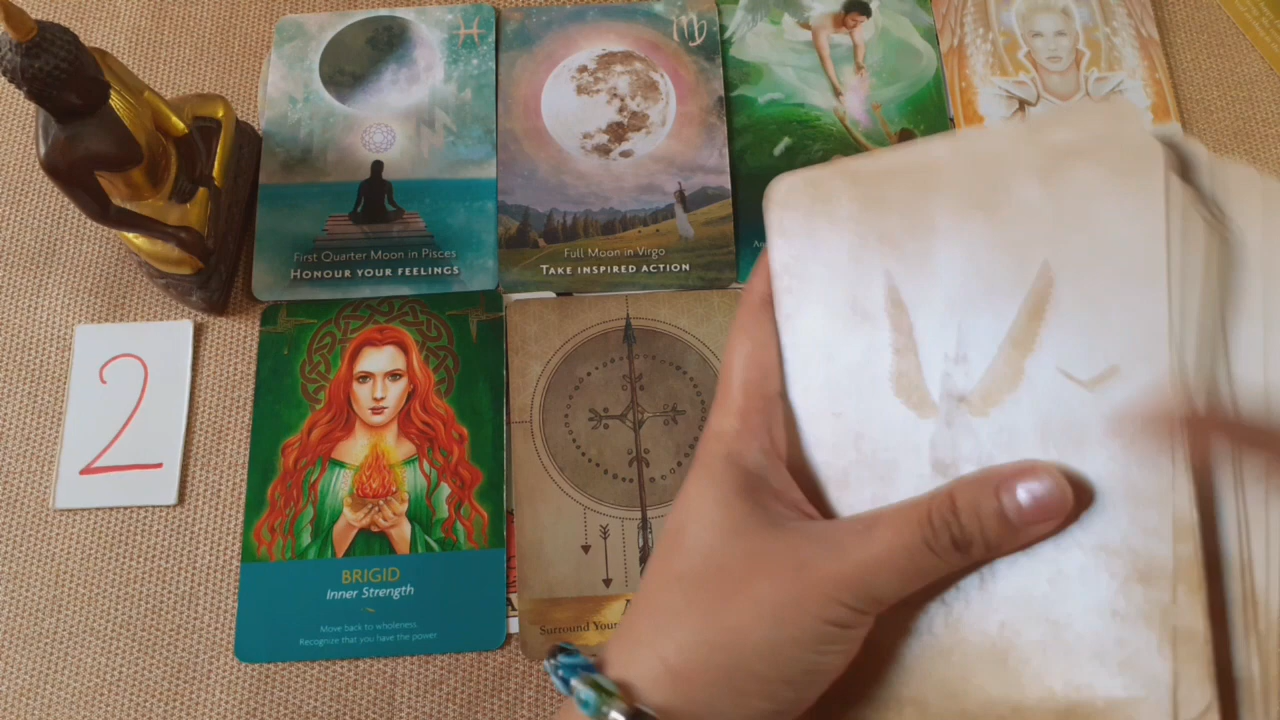 First Quarter Moon in Pisces
HONOUR YOUR FEELINGS
Full Moon in Virgo
TAKE INSPIRED ACTION
2
BRIGID
Inner Strength
Move back to wholeness.
Recognize that you have the power
Surround Your